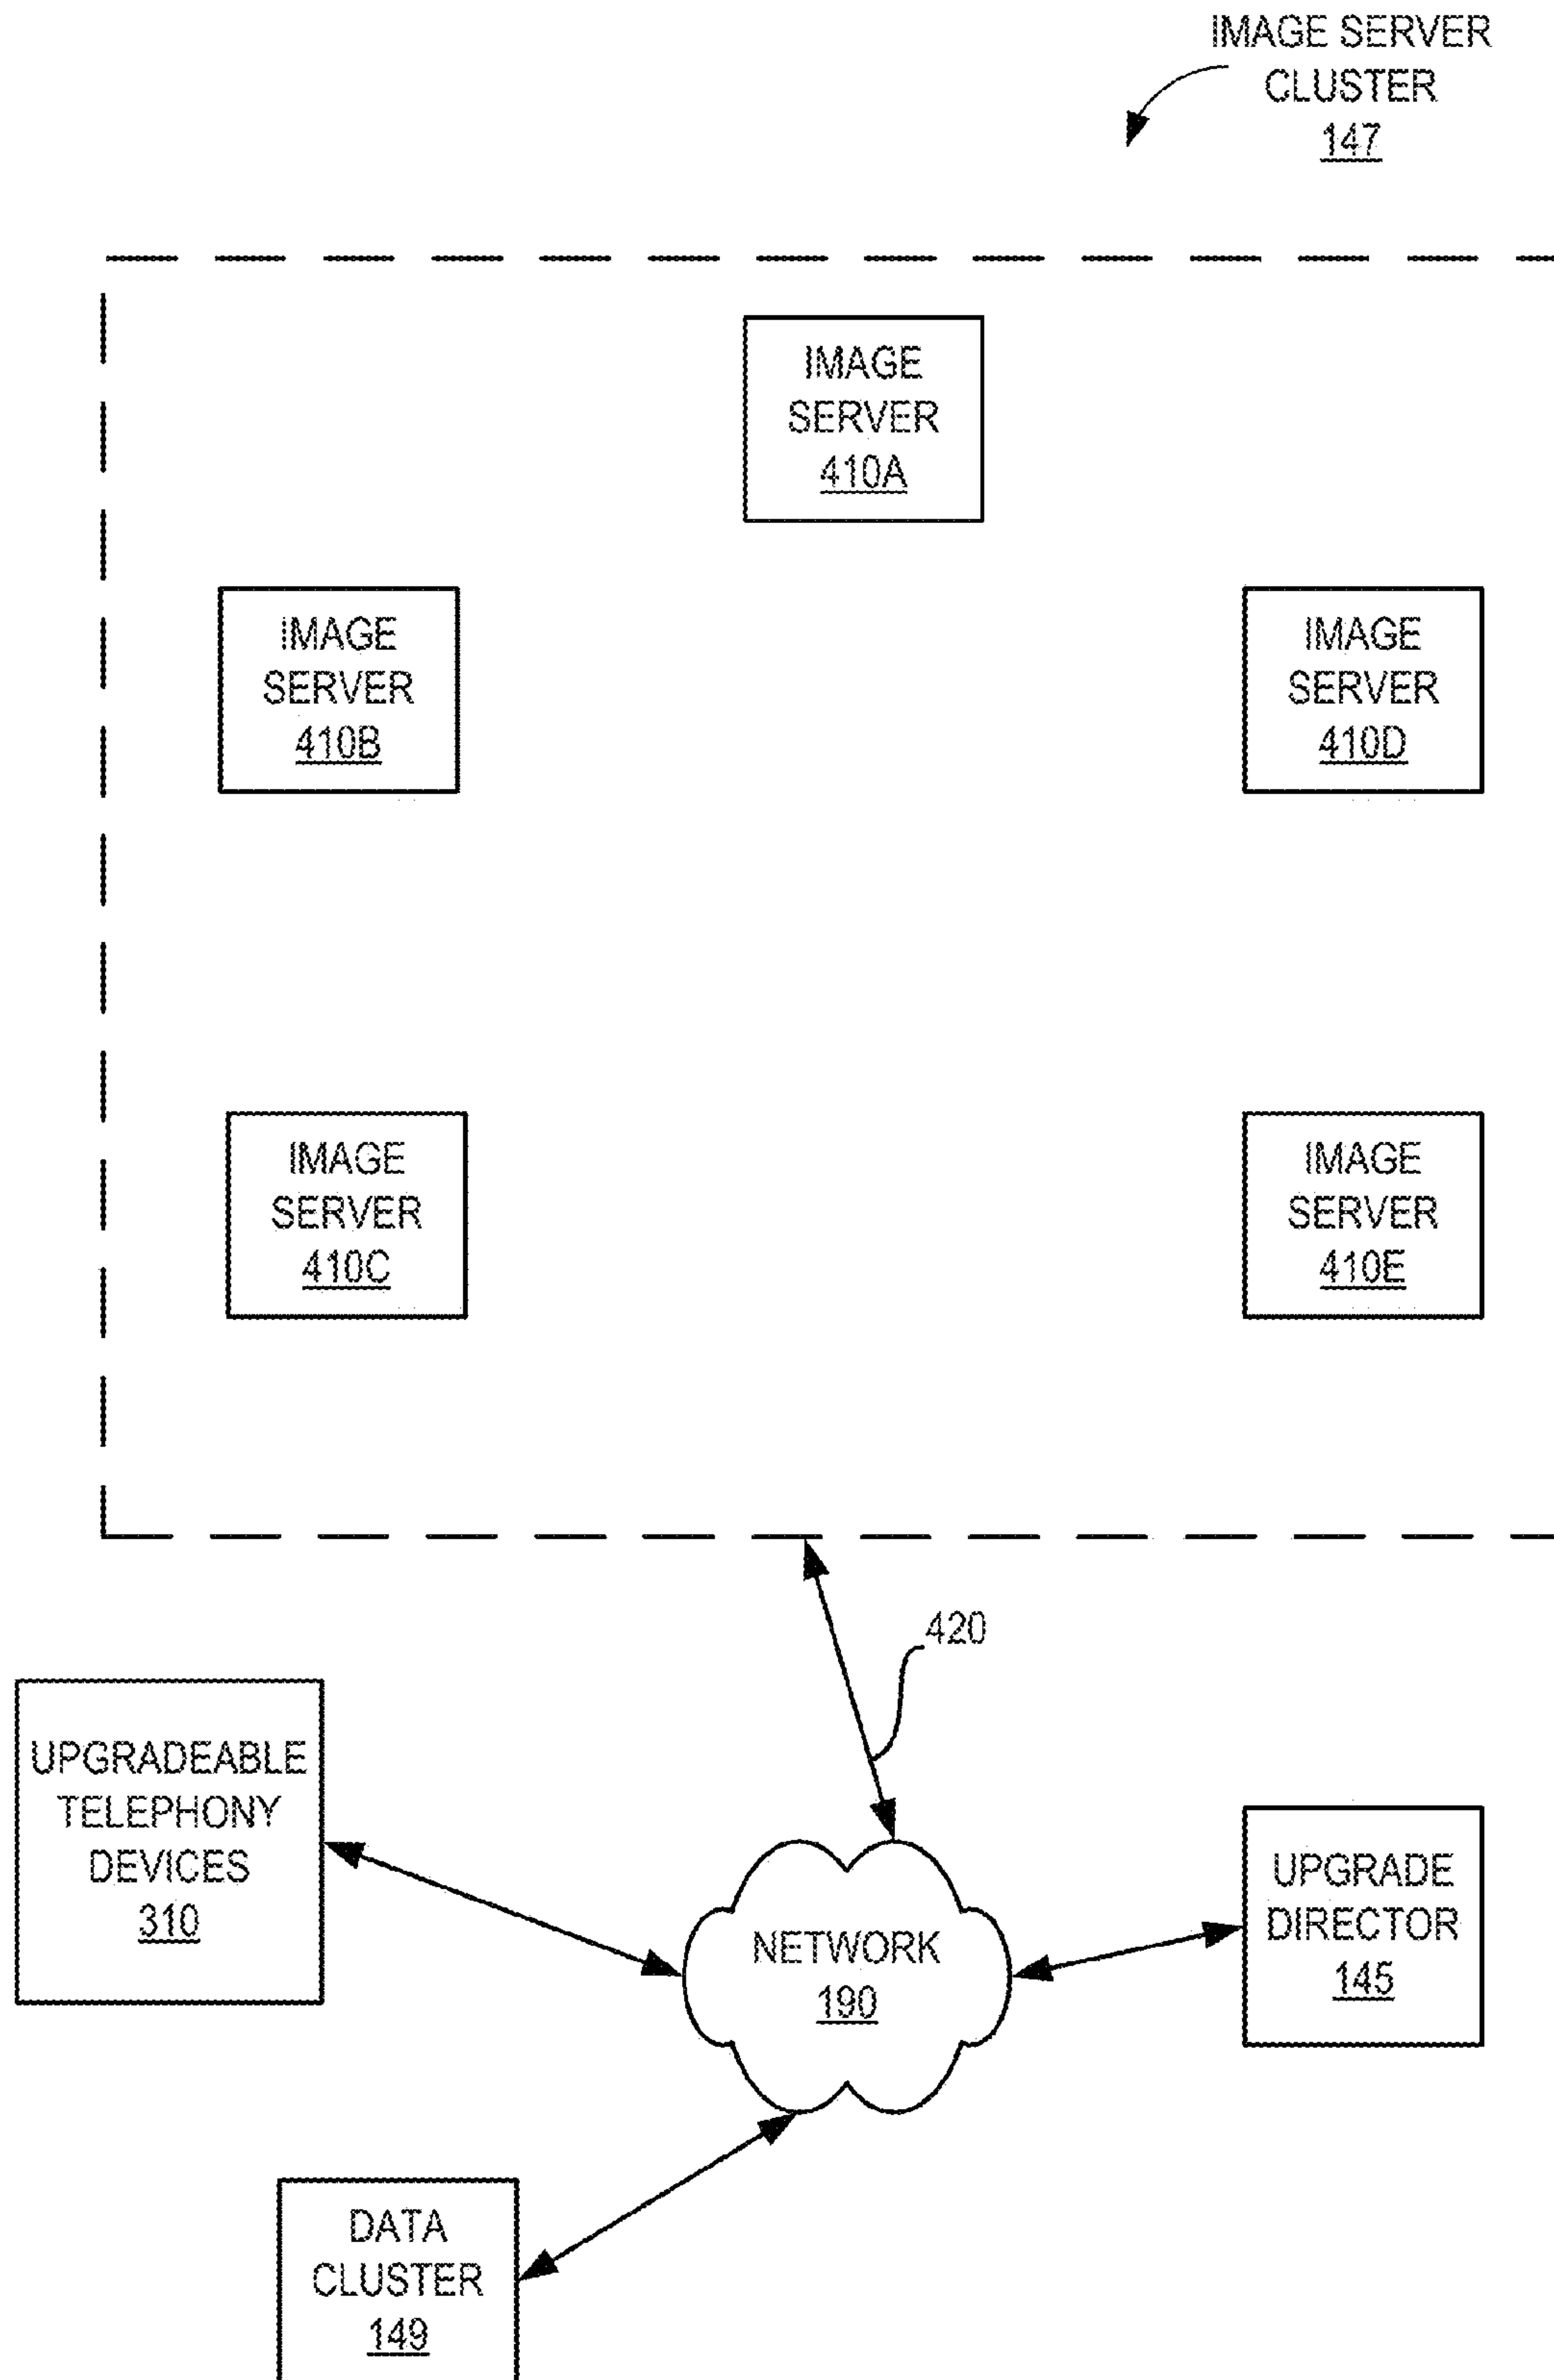 IMAGE SERVER
CLUSTER
147
IMAGE
SERVER
410A
IMAGE
SERVER
410B
IMAGE
SERVER
410D
IMAGE
SERVER
410C
IMAGE
SERVER
410E
420
UPGRADEABLE
TELEPHONY
DEVICES
310
NETWORK
190
UPGRADE
DIRECTOR
145
DATA
CLUSTER
149